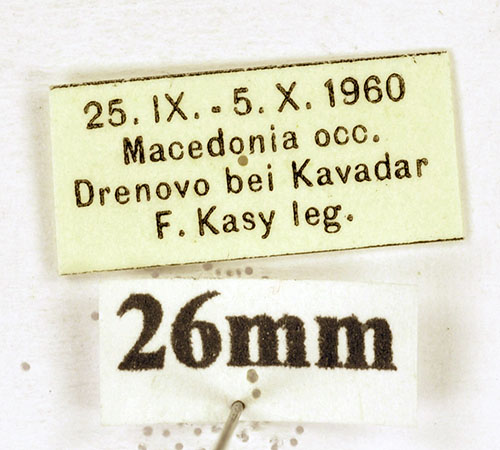 25. IX. - 5. X. 1960
Macedonia occ.
Drenovo bei Kavadar
F. Kasy leg.
26mm